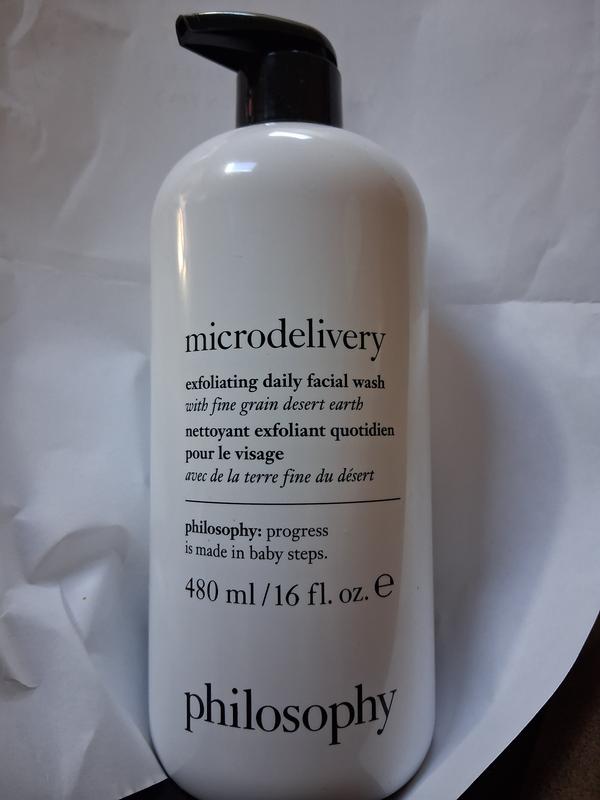 microdelivery
exfoliating daily facial wash
with fine grain desert earth
nettoyant exfoliant quotidien
pour le visage
avec de la terre fine du désert
philosophy: progress
is made in baby steps.
480 ml / 16 fl. oz. ℮
philosophy